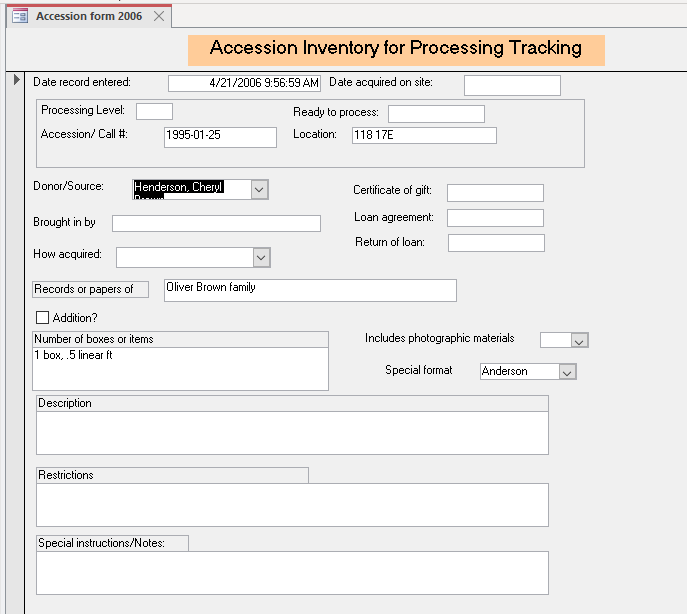 Accession form 2006
Accession Inventory for Processing Tracking
Date record entered: 4/21/2006 9:56:59 AM Date acquired on site:
Processing Level: Ready to process:
Accession/ Call #: 1995-01-25 Location: 118 17E
Donor/Source: Henderson, Cheryl Certificate of gift:
Loan agreement:
Brought in by
Return of loan:
How acquired:
Records or papers of Oliver Brown family
Addition?
Number of boxes or items Includes photographic materials
1 box, .5 linear ft
Special format Anderson
Description
Restrictions
Special instructions/Notes: